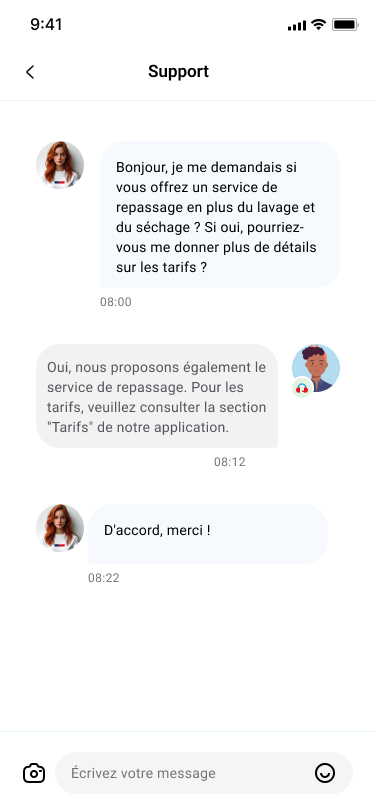 9:41
Support
Bonjour, je me demandais si
vous offrez un service de
repassage en plus du lavage et
du séchage ? Si oui, pourriez-
vous me donner plus de détails
sur les tarifs ?
08:00
Oui, nous proposons également le
service de repassage. Pour les
tarifs, veuillez consulter la section
"Tarifs" de notre application.
08:12
D'accord, merci !
08:22
Écrivez votre message